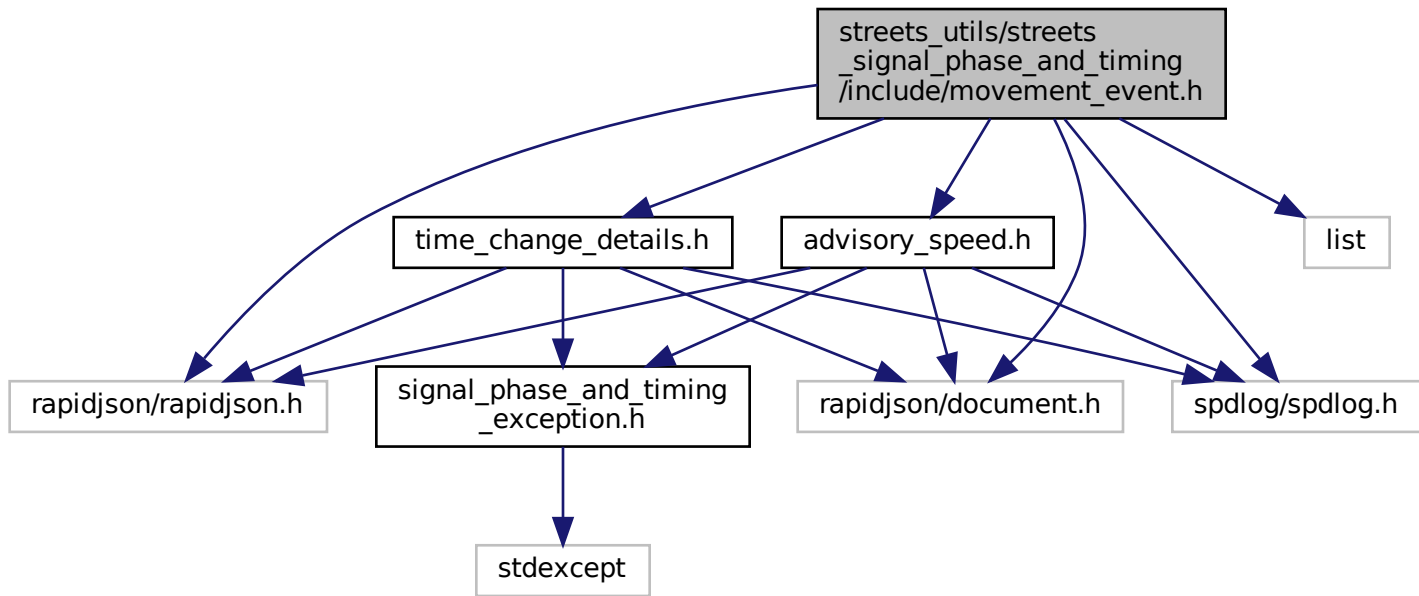 streets_utils/streets
_signal_phase_and_timing
/include/movement_event.h
time_change_details.h
advisory_speed.h
list
rapidjson/rapidjson.h
signal_phase_and_timing
_exception.h
rapidjson/document.h
spdlog/spdlog.h
stdexcept